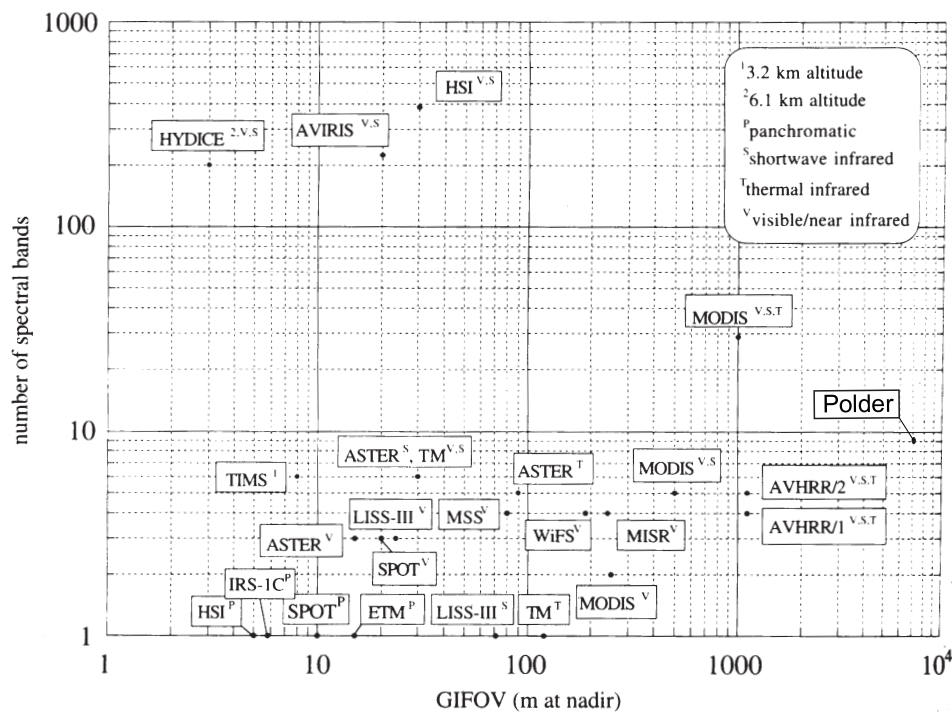 1000
¹3.2 km altitude
²6.1 km altitude
ᴾpanchromatic
ˢshortwave infrared
ᵀthermal infrared
ⱽvisible/near infrared
HSI V.S
AVIRIS V.S
HYDICE 2.V.S
100
MODIS V.S.T
Polder
10
ASTER S, TM V.S
TIMS 1
ASTER T
MODIS V.S
AVHRR/2 V.S.T
LISS-III V
MSS V
AVHRR/1 V.S.T
ASTER V
WiFS V
MISR V
SPOT V
IRS-1C P
MODIS V
HSI P
SPOT P
ETM P
LISS-III S
TM T
1
1
10
100
1000
10⁴
GIFOV (m at nadir)
number of spectral bands